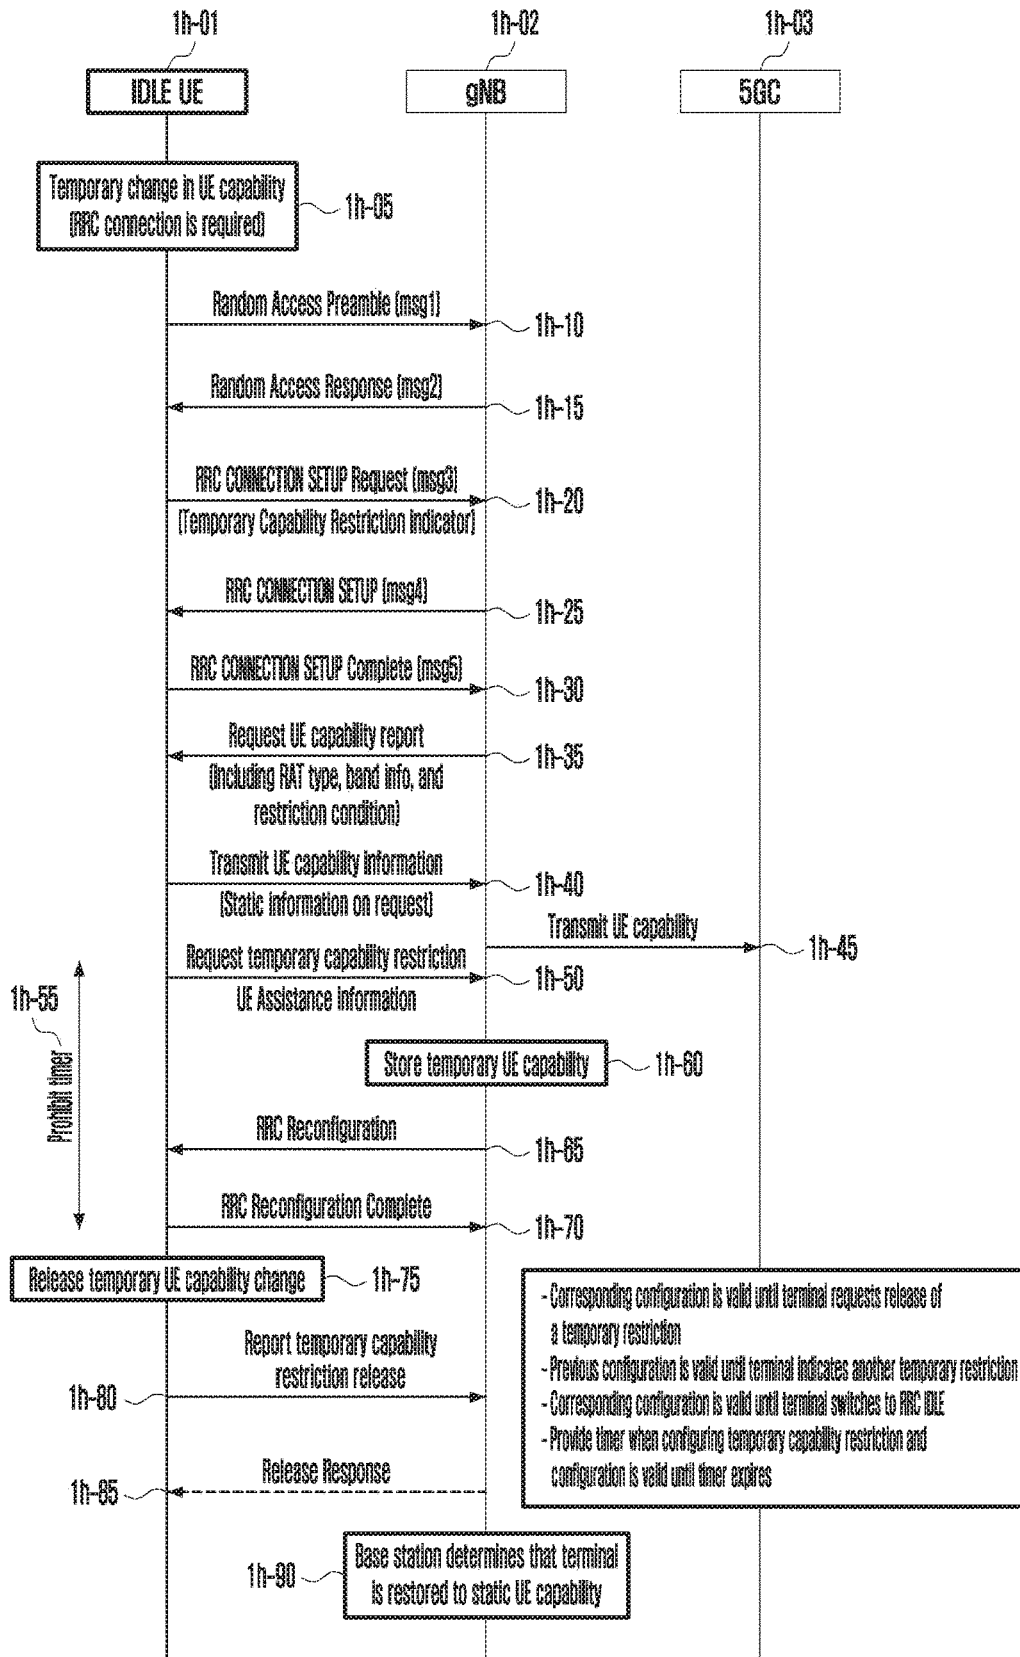 1h-01
1h-02
1h-03
IDLE UE
gNB
5GC
Temporary change in UE capability
(RRC connection is required)
1h-05
Random Access Preamble (msg1)
1h-10
Random Access Response (msg2)
1h-15
RRC CONNECTION SETUP Request (msg3)
(Temporary Capability Restriction Indicator)
1h-20
RRC CONNECTION SETUP (msg4)
1h-25
RRC CONNECTION SETUP Complete (msg5)
1h-30
Request UE capability report
1h-35
(Including RAT type, band info, and
restriction condition)
Transmit UE capability information
1h-40
(Static information on request)
Transmit UE capability
1h-45
Request temporary capability restriction
1h-50
UE Assistance Information
1h-55
Prohibit timer
Store temporary UE capability
1h-60
RRC Reconfiguration
1h-65
RRC Reconfiguration Complete
1h-70
Release temporary UE capability change
1h-75
- Corresponding configuration is valid until terminal requests release of
a temporary restriction
- Previous configuration is valid until terminal indicates another temporary restriction
- Corresponding configuration is valid until terminal switches to RRC IDLE
- Provide timer when configuring temporary capability restriction and
configuration is valid until timer expires
Report temporary capability
restriction release
1h-80
Release Response
1h-85
Base station determines that terminal
is restored to static UE capability
1h-90